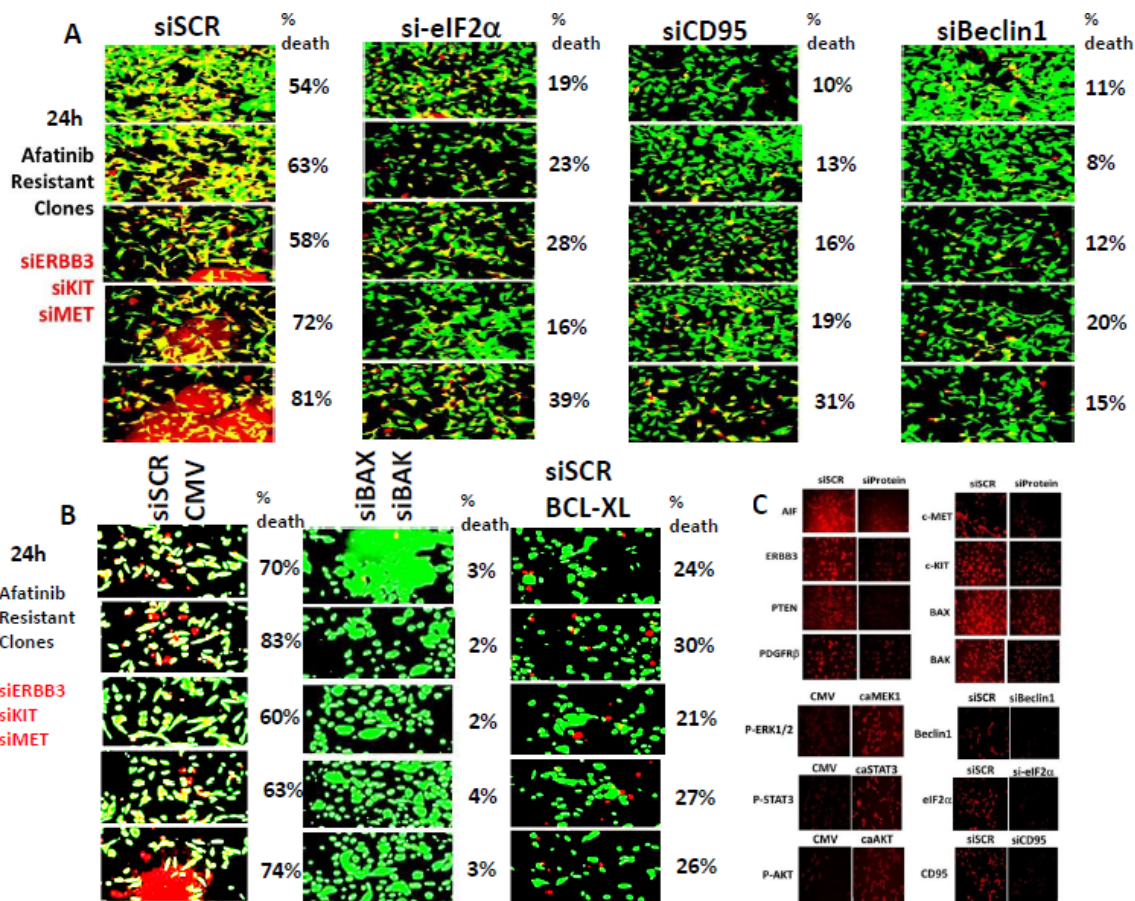 A
siSCR
% death
si-eIF2α
% death
siCD95
% death
siBeclin1
% death
24h
Afatinib
Resistant
Clones
siERBB3
siKIT
siMET
54%
19%
10%
11%
63%
23%
13%
8%
58%
28%
16%
12%
72%
16%
19%
20%
81%
39%
31%
15%
B
siSCR
CMV
% death
siBAX
siBAK
% death
siSCR
BCL-XL
% death
24h
Afatinib
Resistant
Clones
siERBB3
siKIT
siMET
70%
3%
24%
83%
2%
30%
60%
2%
21%
63%
4%
27%
74%
3%
26%
C
siSCR siProtein
AIF
ERBB3
PTEN
PDGFRβ
siSCR siProtein
c-MET
c-KIT
BAX
BAK
CMV caMEK1
P-ERK1/2
siSCR siBeclin1
Beclin1
CMV caSTAT3
P-STAT3
siSCR si-eIF2α
eIF2α
CMV caAKT
P-AKT
siSCR siCD95
CD95